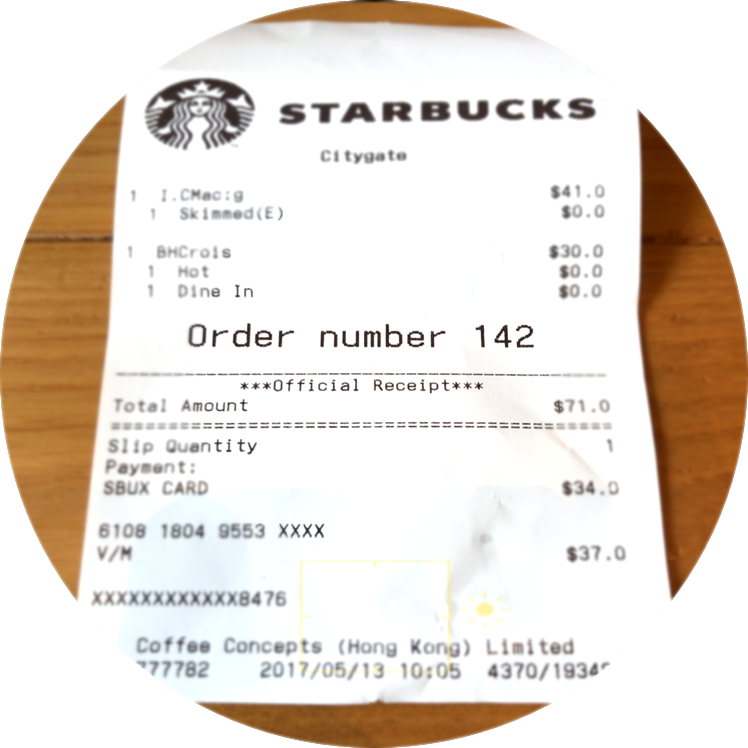 STARBUCKS
Citygate
1 I.CMac:g $41.0
1 Skimmed(E) $0.0
1 BHCrois $30.0
1 Hot $0.0
1 Dine In $0.0
Order number 142
***Official Receipt***
Total Amount $71.0
Slip Quantity 1
Payment:
SBUX CARD $34.0
6108 1804 9553 XXXX
V/M $37.0
XXXXXXXXXXXX8476
Coffee Concepts (Hong Kong) Limited
777782 2017/05/13 10:05 4370/1934